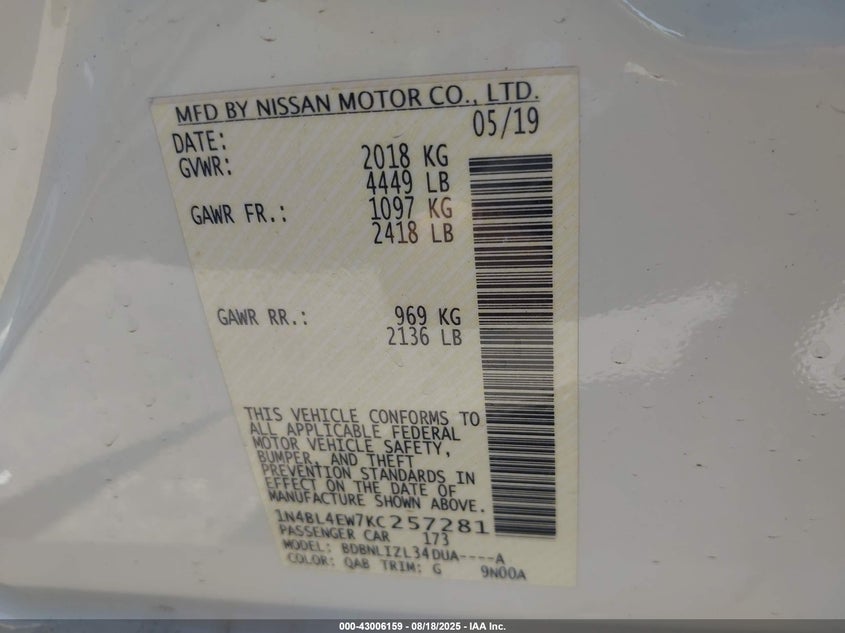 MFD BY NISSAN MOTOR CO., LTD.
DATE: 05/19
GVWR: 2018 KG
4449 LB
GAWR FR.: 1097 KG
2418 LB
GAWR RR.: 969 KG
2136 LB
THIS VEHICLE CONFORMS TO
ALL APPLICABLE FEDERAL
MOTOR VEHICLE SAFETY,
BUMPER, AND THEFT
PREVENTION STANDARDS IN
EFFECT ON THE DATE OF
MANUFACTURE SHOWN ABOVE.
1N4BL4EW7KC257281
PASSENGER CAR 173
MODEL: BDBNLIZL34DUA----A
COLOR: QAB TRIM: G 9N00A
000-43006159 - 08/18/2025 - IAA Inc.